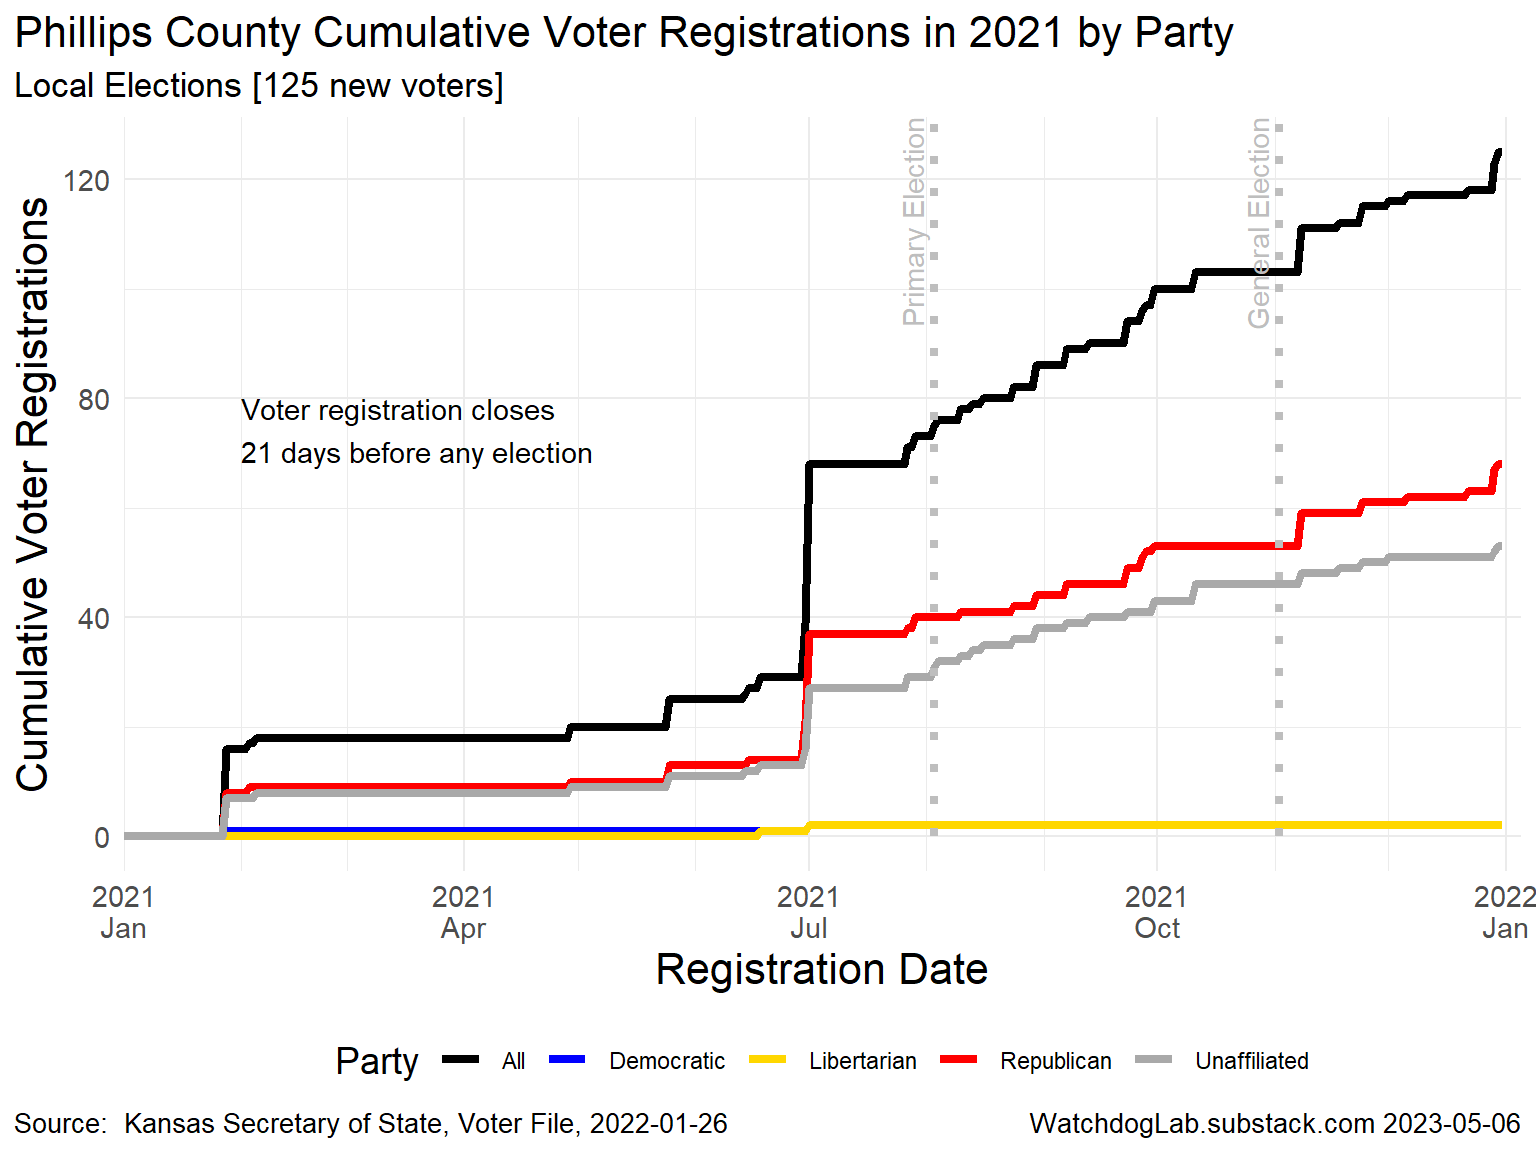 Phillips County Cumulative Voter Registrations in 2021 by Party
Local Elections [125 new voters]
Cumulative Voter Registrations
120
80
40
0
Primary Election
General Election
Voter registration closes
21 days before any election
2021 2021 2021 2021 2022
Jan Apr Jul Oct Jan
Registration Date
Party All Democratic Libertarian Republican Unaffiliated
Source:  Kansas Secretary of State, Voter File, 2022-01-26
WatchdogLab.substack.com 2023-05-06